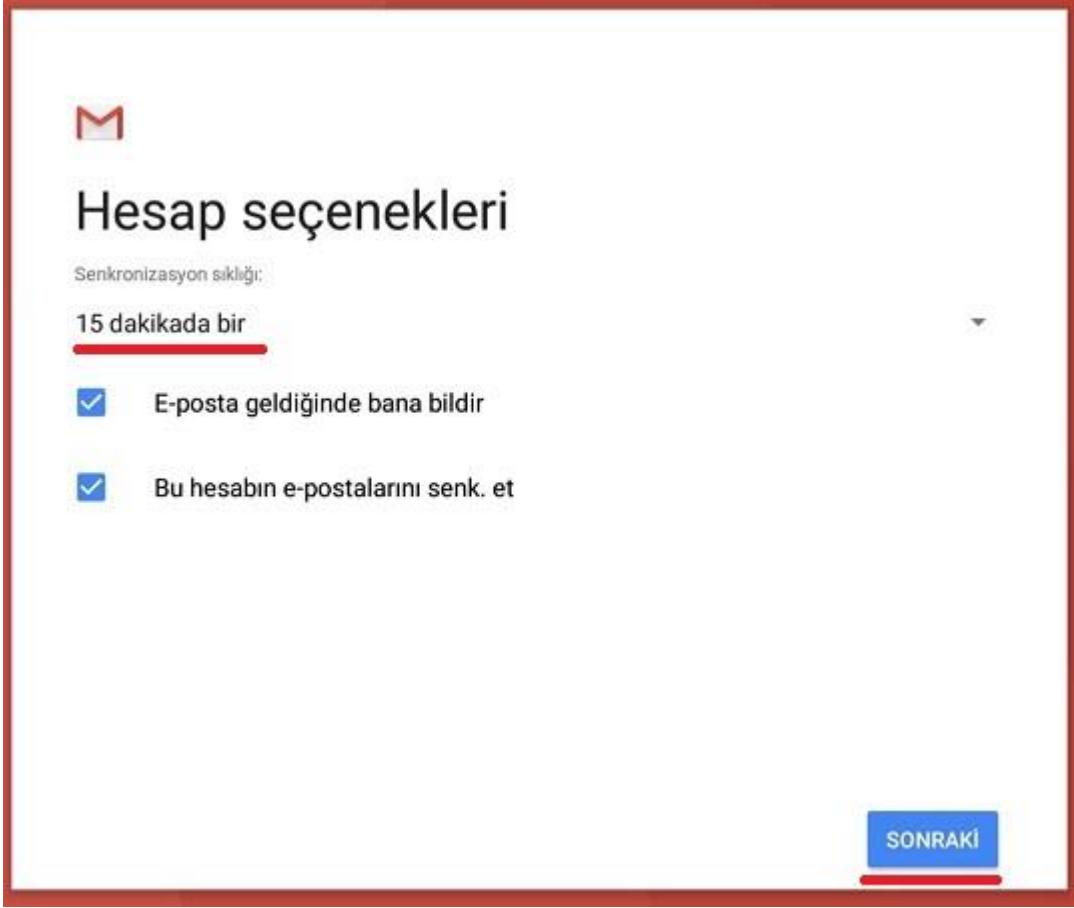 Hesap seçenekleri
Senkronizasyon sıklığı:
15 dakikada bir
E-posta geldiğinde bana bildir
Bu hesabın e-postalarını senk. et
SONRAKİ